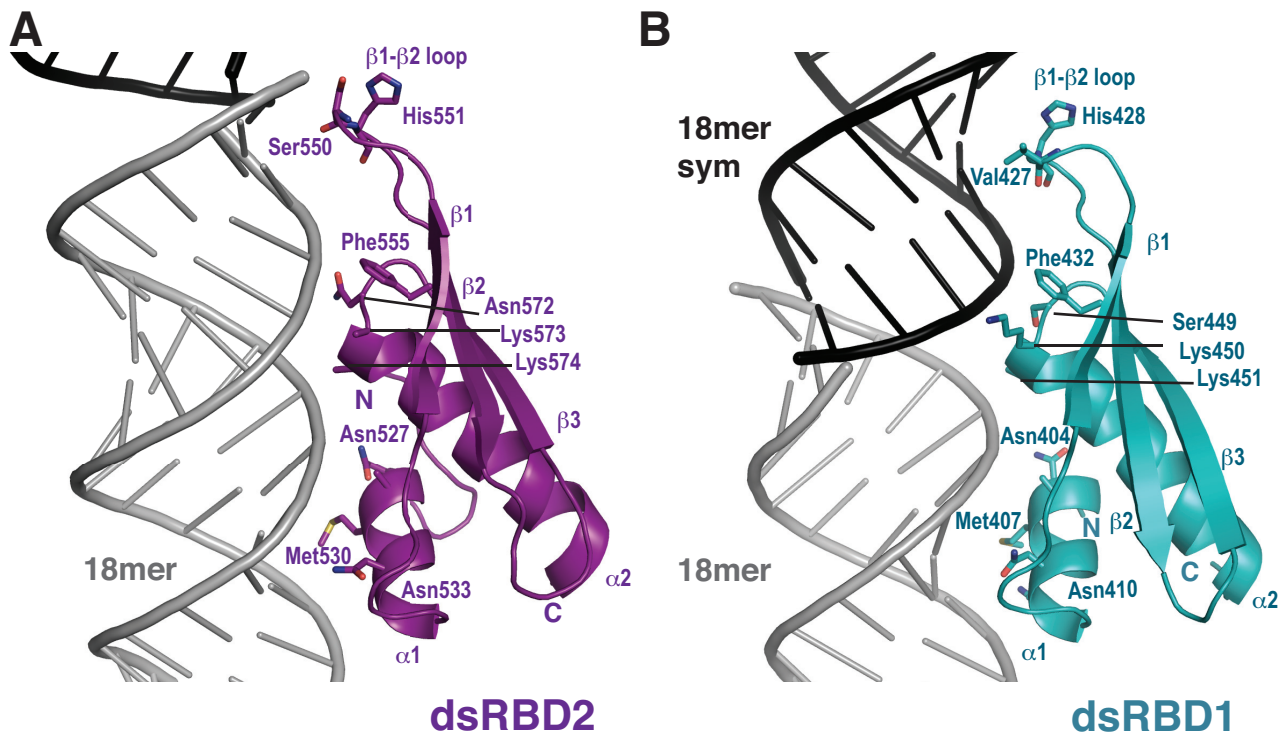 A
β1-β2 loop
His551
Ser550
β1
Phe555
β2
Asn572
Lys573
Lys574
N
Asn527
β3
Met530
18mer
Asn533
α2
C
α1
dsRBD2
B
β1-β2 loop
18mer
sym
His428
Val427
β1
Phe432
Ser449
Lys450
Lys451
Asn404
β3
Met407
N
β2
18mer
C
Asn410
α2
α1
dsRBD1